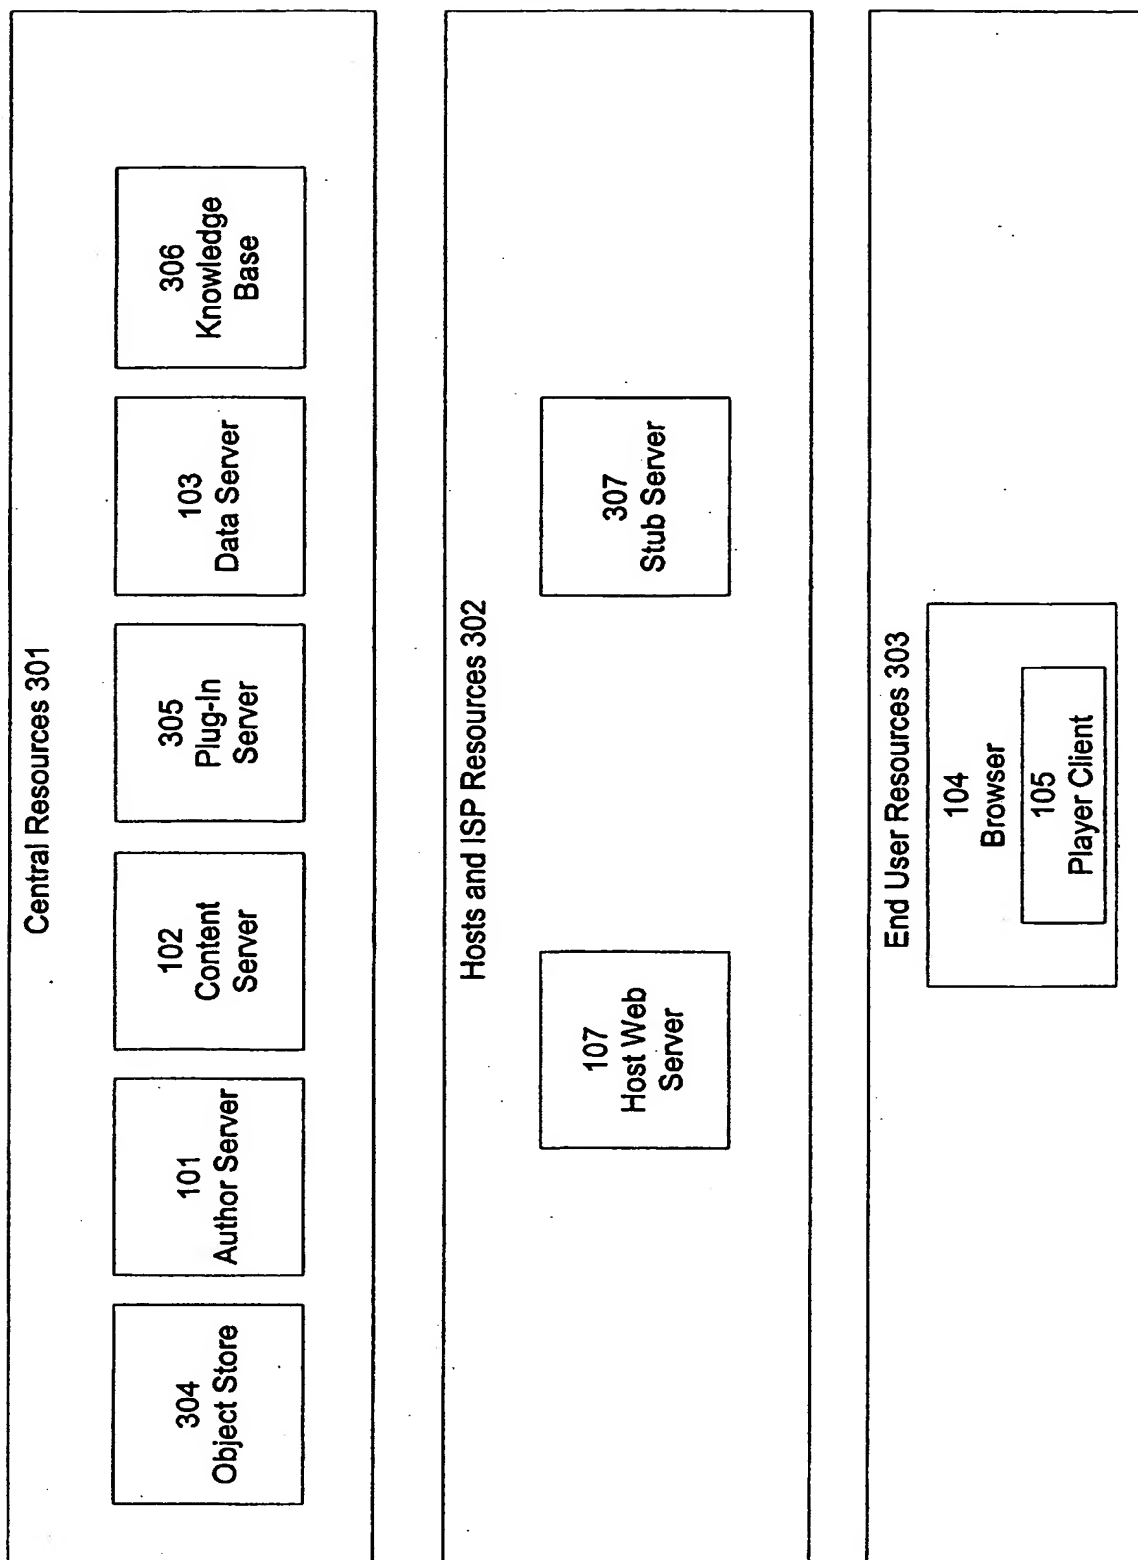 Central Resources 301
304
Object Store
101
Author Server
102
Content
Server
305
Plug-In
Server
103
Data Server
306
Knowledge
Base
Hosts and ISP Resources 302
107
Host Web
Server
307
Stub Server
End User Resources 303
104
Browser
105
Player Client